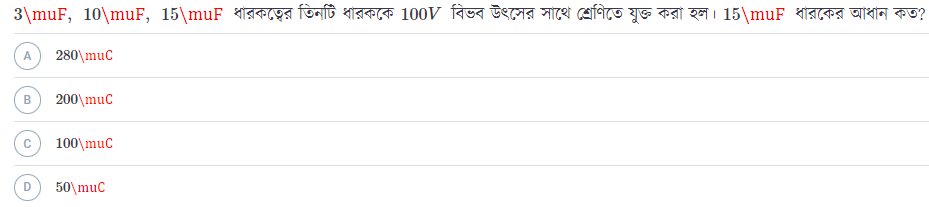 3\muF, 10\muF, 15\muF ধারকত্বের তিনটি ধারককে 100V বিভব উৎসের সাথে শ্রেণিতে যুক্ত করা হল। 15\muF ধারকের আধান কত?
A 280\muC
B 200\muC
C 100\muC
D 50\muC